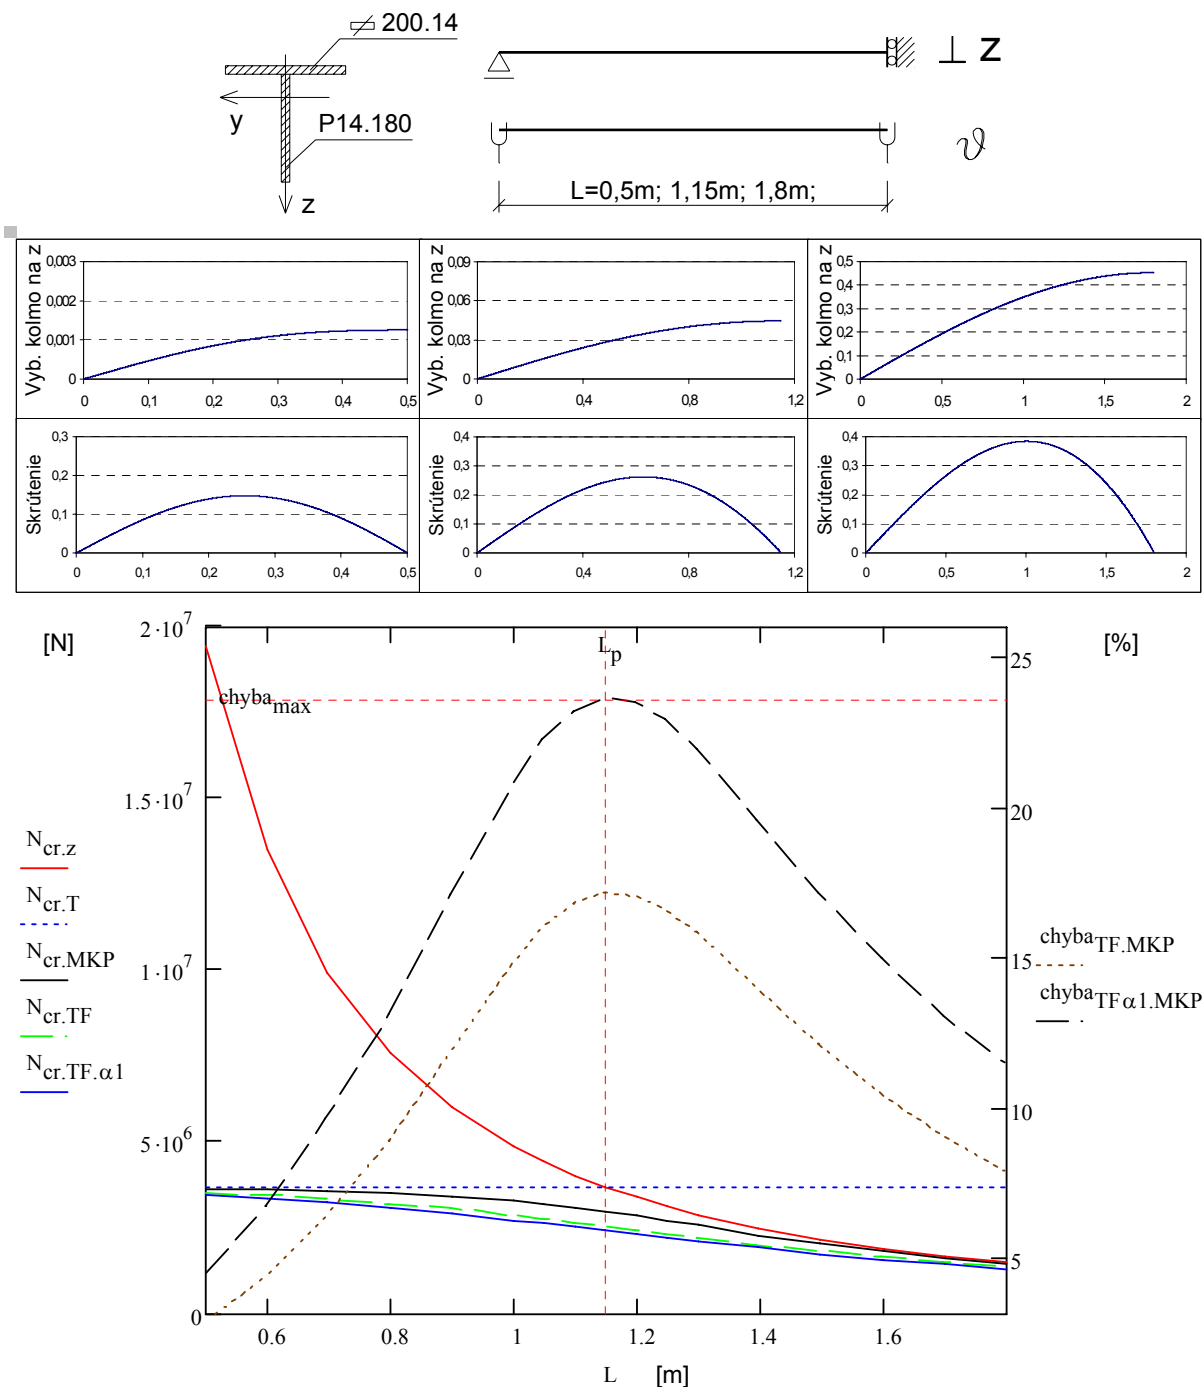 200.14
⊥ Z
y
P14.180
ϑ
z
L=0,5m; 1,15m; 1,8m;
Vyb. kolmo na z
0,003
0,002
0,001
0
0 0,1 0,2 0,3 0,4 0,5
0,09
0,06
0,03
0
0 0,4 0,8 1,2
Vyb. kolmo na z
0,5
0,4
0,3
0,2
0,1
0
0 0,5 1 1,5 2
Skrútenie
0,3
0,2
0,1
0
0 0,1 0,2 0,3 0,4 0,5
0,4
0,3
0,2
0,1
0
0 0,4 0,8 1,2
Skrútenie
0,4
0,3
0,2
0,1
0
0 0,5 1 1,5 2
[N]
2·10^7
1.5·10^7
1·10^7
5·10^6
0
L_p
chyba_max
[%]
25
20
15
10
5
N_cr.z
N_cr.T
N_cr.MKP
N_cr.TF
N_cr.TF.α1
chyba_TF.MKP
chyba_TFα1.MKP
0.6 0.8 1 1.2 1.4 1.6
L [m]